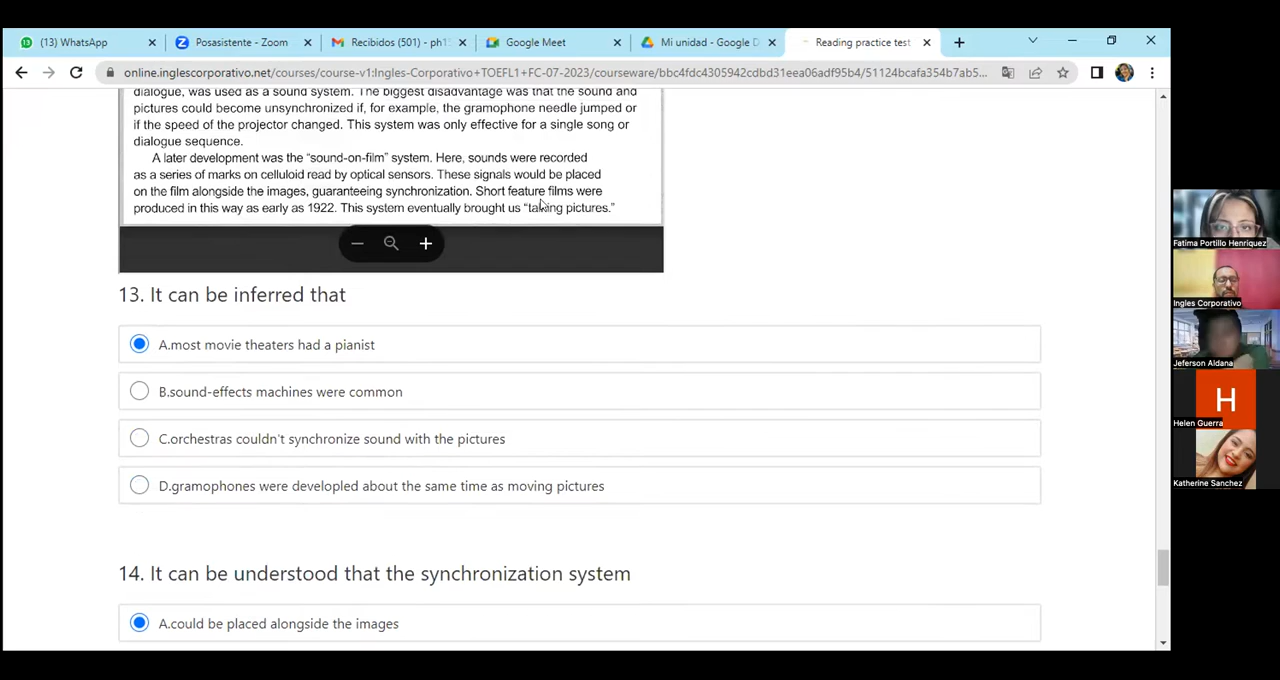 (13) WhatsApp
Posasistente - Zoom
Recibidos (501) - ph1
Google Meet
Mi unidad - Google D
Reading practice test
online.inglescorporativo.net/courses/course-v1:Ingles-Corporativo+TOEFL1+FC-07-2023/courseware/bbc4fdc4305942cdbd31eea06adf95b4/51124bcafa354b7ab5...
dialogue, was used as a sound system. The biggest disadvantage was that the sound and
pictures could become unsynchronized if, for example, the gramophone needle jumped or
if the speed of the projector changed. This system was only effective for a single song or
dialogue sequence.
A later development was the "sound-on-film" system. Here, sounds were recorded
as a series of marks on celluloid read by optical sensors. These signals would be placed
on the film alongside the images, guaranteeing synchronization. Short feature films were
produced in this way as early as 1922. This system eventually brought us "talking pictures."
13. It can be inferred that
A.most movie theaters had a pianist
B.sound-effects machines were common
C.orchestras couldn't synchronize sound with the pictures
D.gramophones were developled about the same time as moving pictures
14. It can be understood that the synchronization system
A.could be placed alongside the images
Fatima Portillo Henriquez
Ingles Corporativo
Jeferson Aldana
H
Helen Guerra
Katherine Sanchez